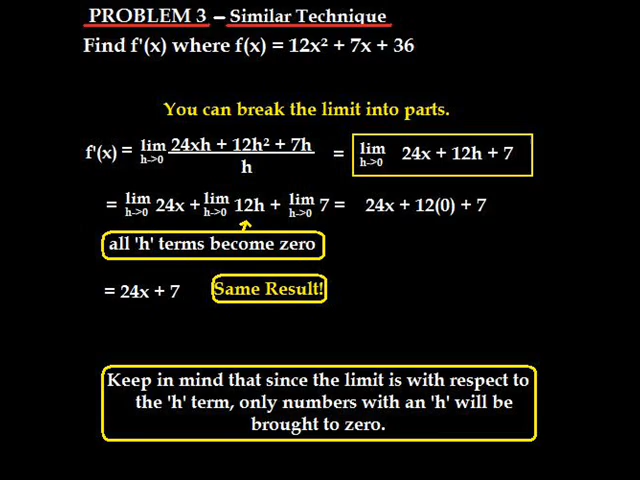 PROBLEM 3 – Similar Technique
Find f'(x) where f(x) = 12x² + 7x + 36
You can break the limit into parts.
f'(x) = lim h->0 24xh + 12h² + 7h / h = lim h->0 24x + 12h + 7
= lim h->0 24x + lim h->0 12h + lim h->0 7 = 24x + 12(0) + 7
all 'h' terms become zero
= 24x + 7 Same Result!
Keep in mind that since the limit is with respect to
the 'h' term, only numbers with an 'h' will be
brought to zero.